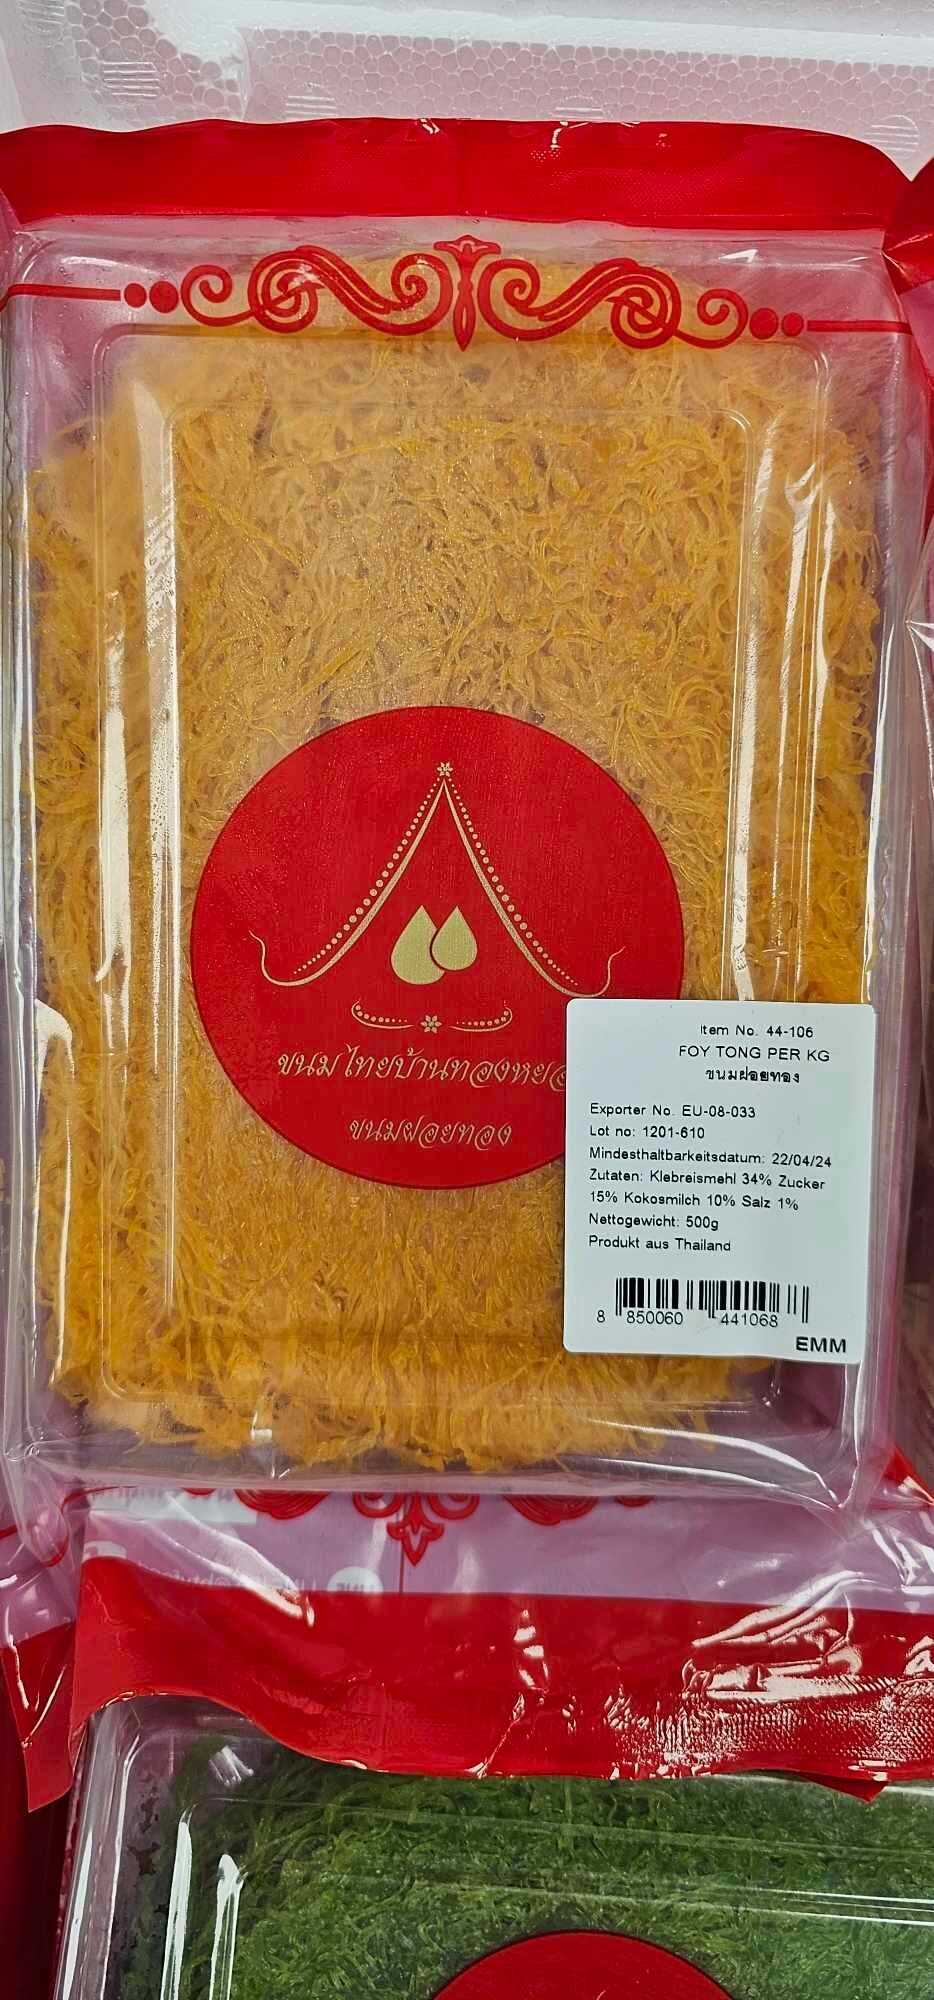 ขนมไทยบ้านทองหยอ
ขนมฝอยทอง
Item No. 44-106
FOY TONG PER KG
ขนมฝอยทอง
Exporter No. EU-08-033
Lot no: 1201-610
Mindesthaltbarkeitsdatum: 22/04/24
Zutaten: Klebreismehl 34% Zucker
15% Kokosmilch 10% Salz 1%
Nettogewicht: 500g
Produkt aus Thailand
8 850060 441068
EMM